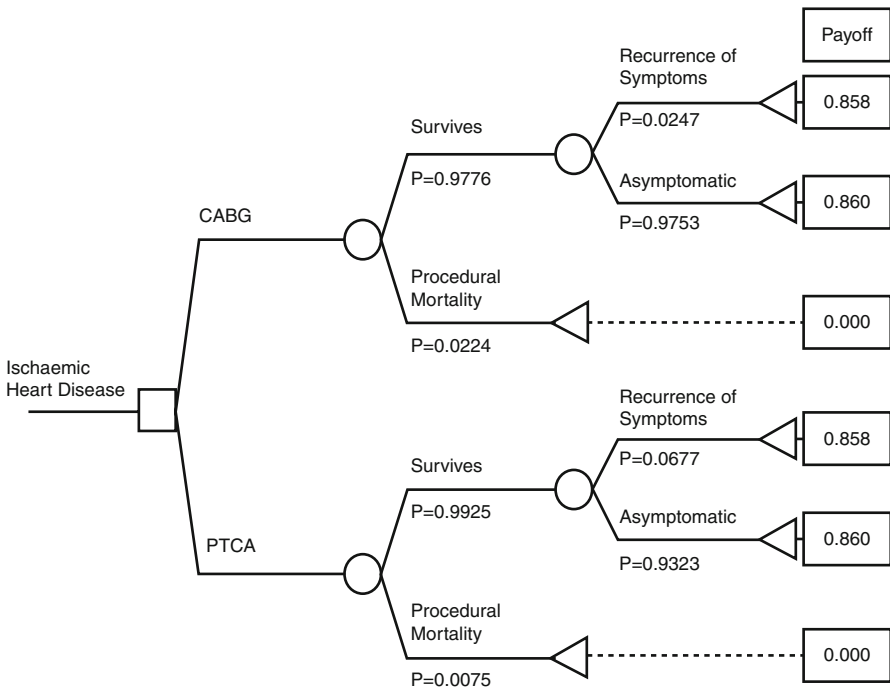 Payoff
Recurrence of
Symptoms
P=0.0247
0.858
Survives
P=0.9776
Asymptomatic
P=0.9753
0.860
CABG
Procedural
Mortality
P=0.0224
0.000
Ischaemic
Heart Disease
Recurrence of
Symptoms
P=0.0677
0.858
Survives
P=0.9925
Asymptomatic
P=0.9323
0.860
PTCA
Procedural
Mortality
P=0.0075
0.000